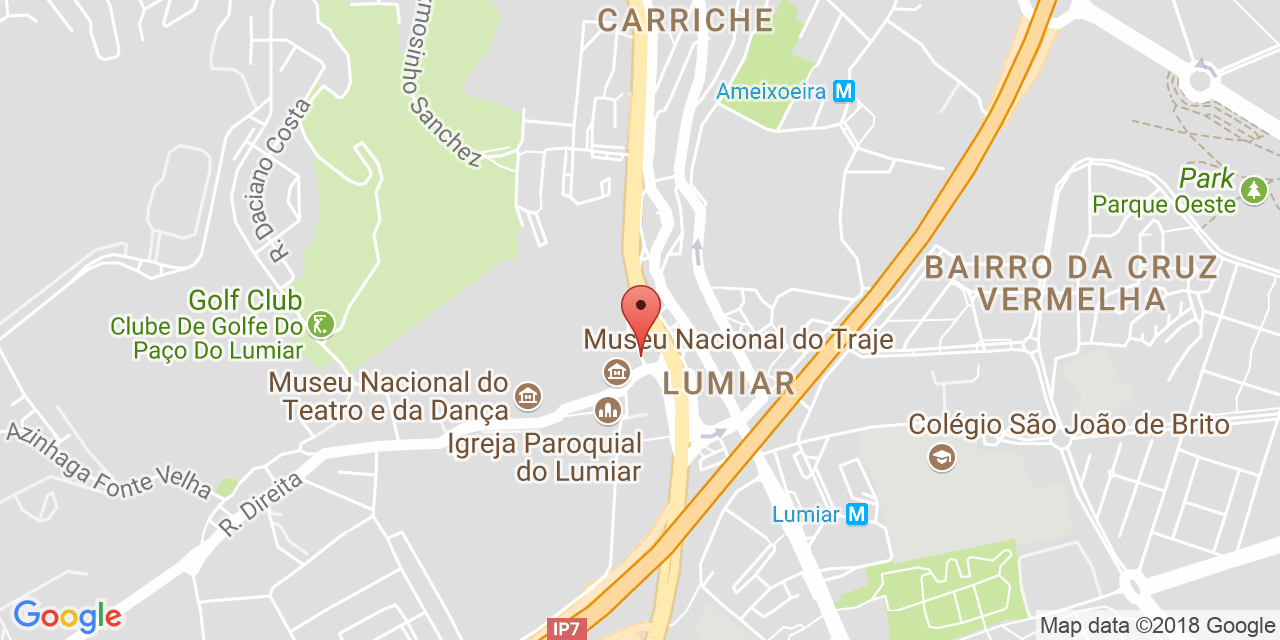 CARRICHE
rmosinho Sanchez
Ameixoeira M
R. Daciano Costa
Park
Parque Oeste
BAIRRO DA CRUZ
VERMELHA
Golf Club
Clube De Golfe Do
Paço Do Lumiar
Museu Nacional do Traje
LUMIAR
Museu Nacional do
Teatro e da Dança
Igreja Paroquial
do Lumiar
Colégio São João de Brito
Azinhaga Fonte Velha
R. Direita
Lumiar M
Google
IP7
Map data ©2018 Google